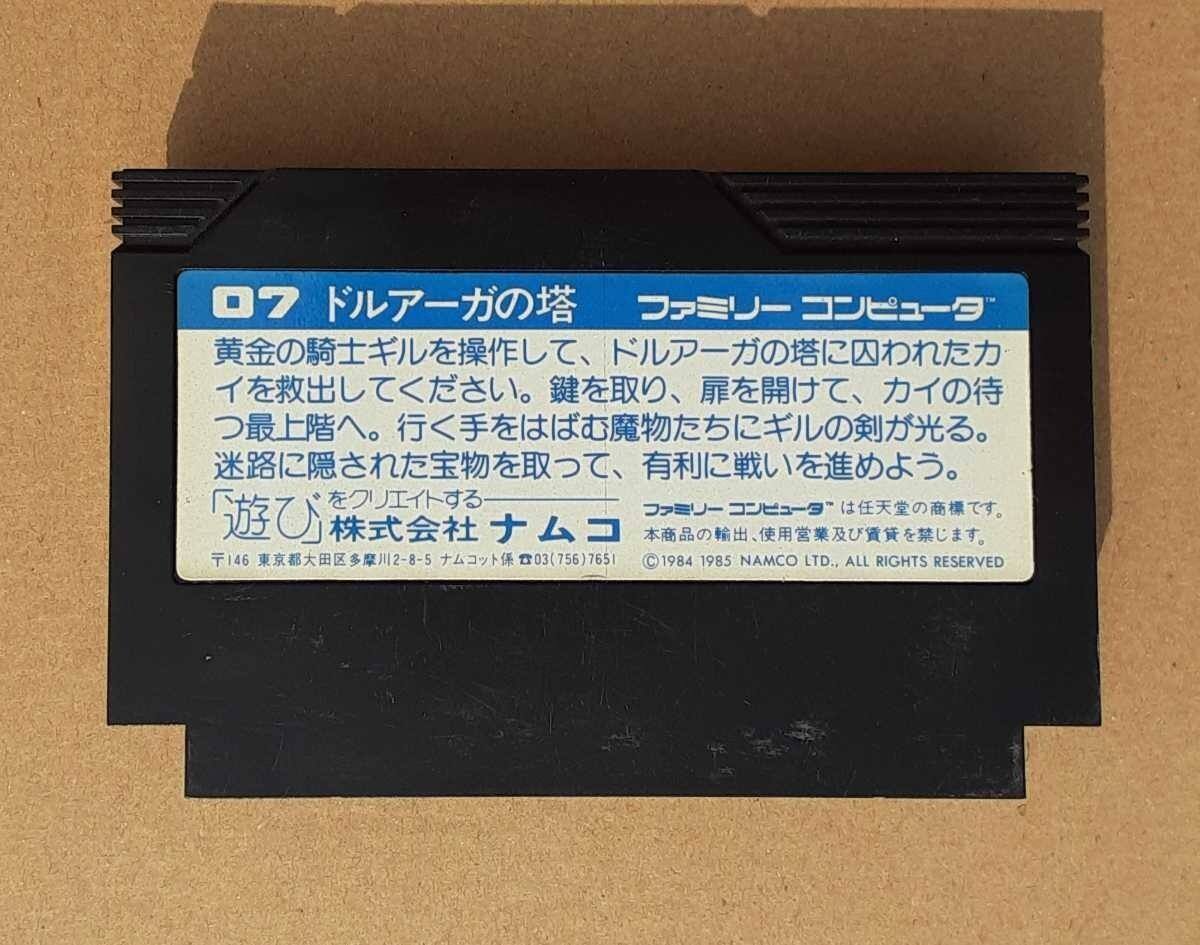 07 ドルアーガの塔 ファミリー コンピュータ™
黄金の騎士ギルを操作して、ドルアーガの塔に囚われたカ
イを救出してください。鍵を取り、扉を開けて、カイの待
つ最上階へ。行く手をはばむ魔物たちにギルの剣が光る。
迷路に隠された宝物を取って、有利に戦いを進めよう。
「遊び」をクリエイトする
株式会社 ナムコ
〒146 東京都大田区多摩川2-8-5 ナムコット係 ☎03(756)7651
ファミリー コンピュータ™ は任天堂の商標です。
本商品の輸出、使用営業及び賃貸を禁じます。
©1984 1985 NAMCO LTD., ALL RIGHTS RESERVED